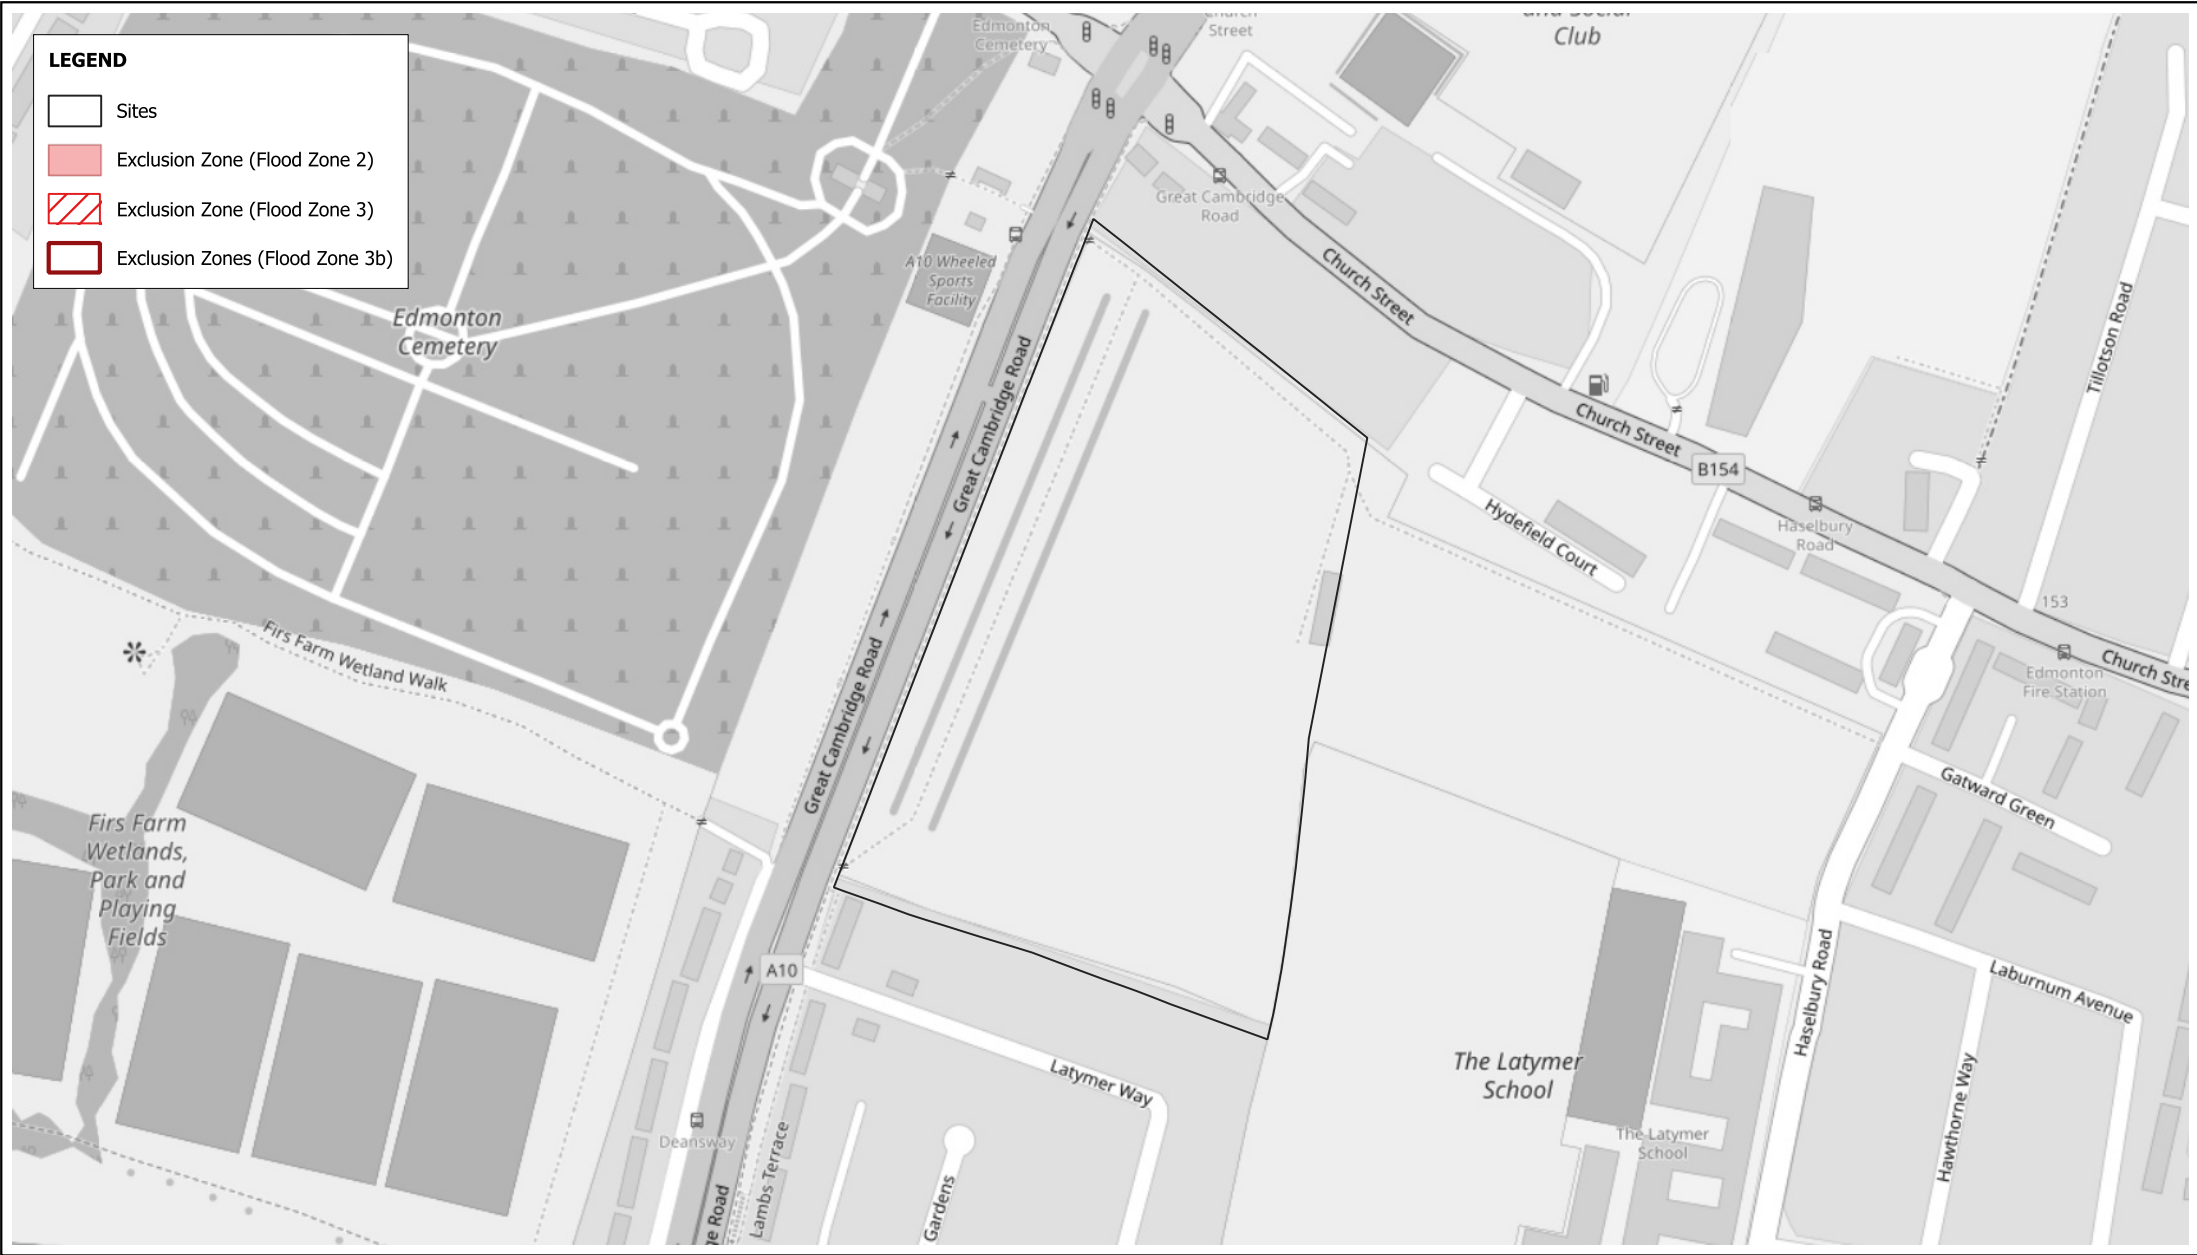 LEGEND
Sites
Exclusion Zone (Flood Zone 2)
Exclusion Zone (Flood Zone 3)
Exclusion Zones (Flood Zone 3b)
Edmonton
Cemetery
Church
Street
and Social
Club
Great Cambridge
Road
A10 Wheeled
Sports
Facility
Edmonton
Cemetery
Church Street
Great Cambridge Road
Church Street
B154
Tillotson Road
Hydefield Court
Haselbury
Road
153
Edmonton
Fire Station
Church Stre
Firs Farm Wetland Walk
Great Cambridge Road
Gatward Green
Firs Farm
Wetlands,
Park and
Playing
Fields
A10
Haselbury Road
Laburnum Avenue
Latymer Way
The Latymer
School
The Latymer
School
Hawthorne Way
Deansway
Lambs Terrace
Gardens
ge Road